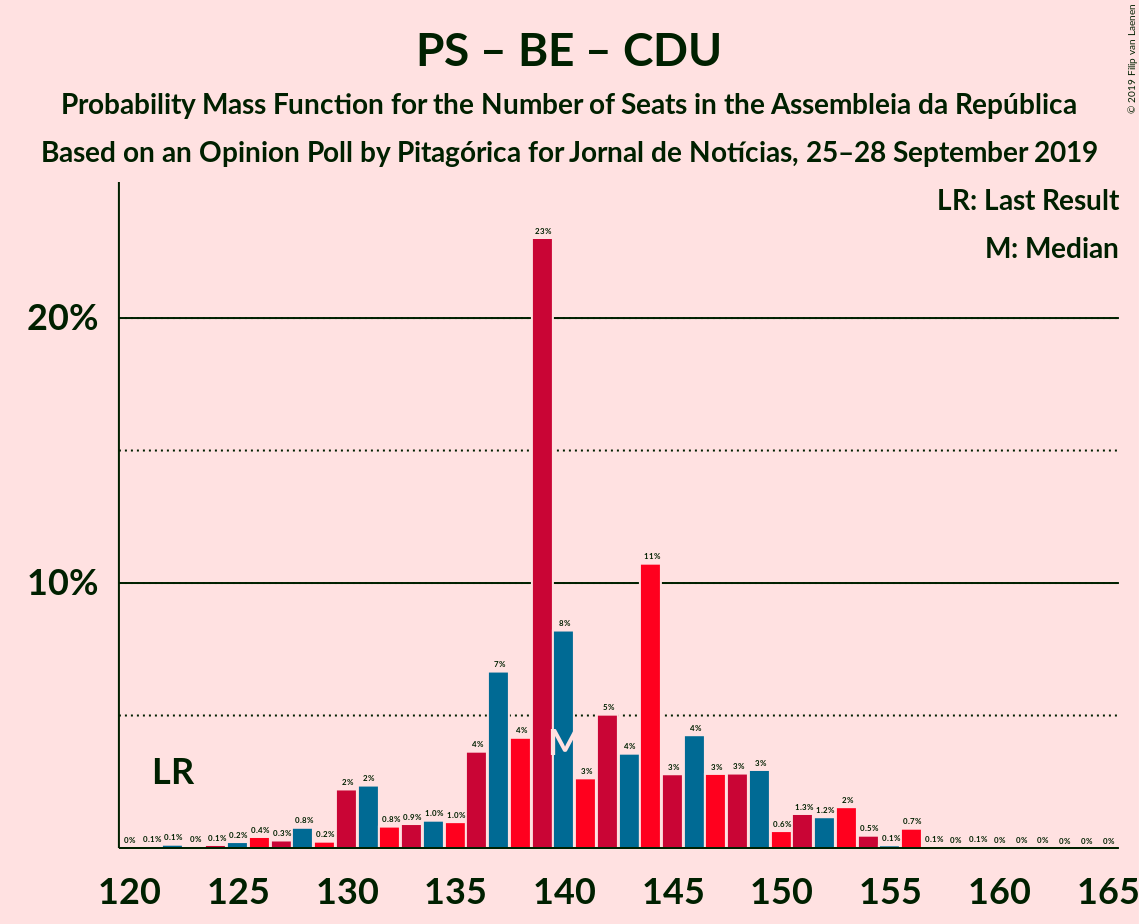 PS – BE – CDU
Probability Mass Function for the Number of Seats in the Assembleia da República
Based on an Opinion Poll by Pitagórica for Jornal de Notícias, 25–28 September 2019
© 2019 Filip van Laenen
LR: Last Result
M: Median
20%
10%
LR
M
0% 0.1% 0.1% 0% 0.1% 0.2% 0.4% 0.3% 0.8% 0.2% 2% 2% 0.8% 0.9% 1.0% 1.0% 4% 7% 4% 23% 8% 3% 5% 4% 11% 3% 4% 3% 3% 3% 0.6% 1.3% 1.2% 2% 0.5% 0.1% 0.7% 0.1% 0% 0.1% 0% 0% 0% 0% 0% 0%
120 125 130 135 140 145 150 155 160 165